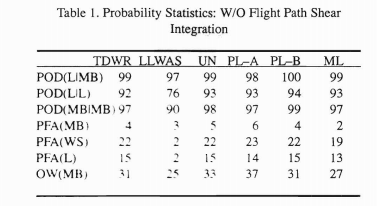 Table 1. Probability Statistics: W/O Flight Path Shear
Integration
TDWR LLWAS UN PL-A PL-B ML
POD(L|MB) 99 97 99 98 100 99
POD(L|L) 92 76 93 93 94 93
POD(MB|MB) 97 90 98 97 99 97
PFA(MB) 4 3 5 6 4 2
PFA(WS) 22 2 22 23 22 19
PFA(L) 15 2 15 14 15 13
OW(MB) 31 25 33 37 31 27